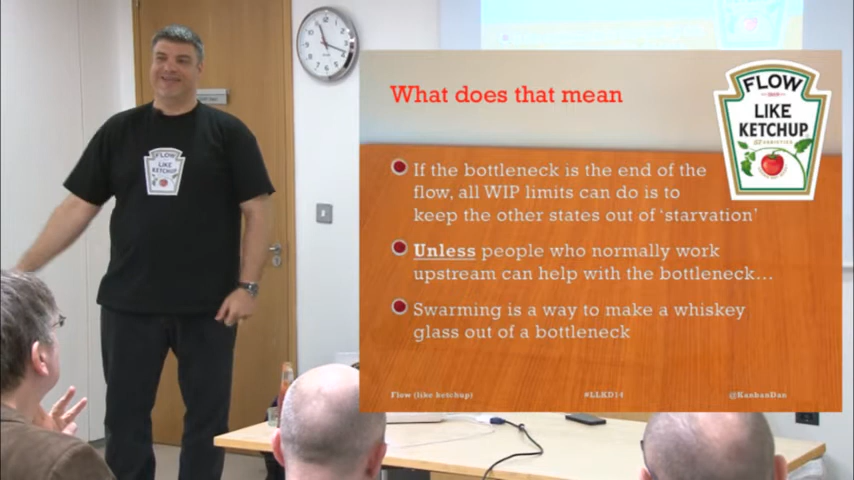 What does that mean
FLOW
LIKE
KETCHUP
57 VARIETIES
If the bottleneck is the end of the
flow, all WIP limits can do is to
keep the other states out of ‘starvation’
Unless people who normally work
upstream can help with the bottleneck...
Swarming is a way to make a whiskey
glass out of a bottleneck
Flow (like ketchup)
#LLKD14
@KanbanDan
FLOW
LIKE
KETCHUP